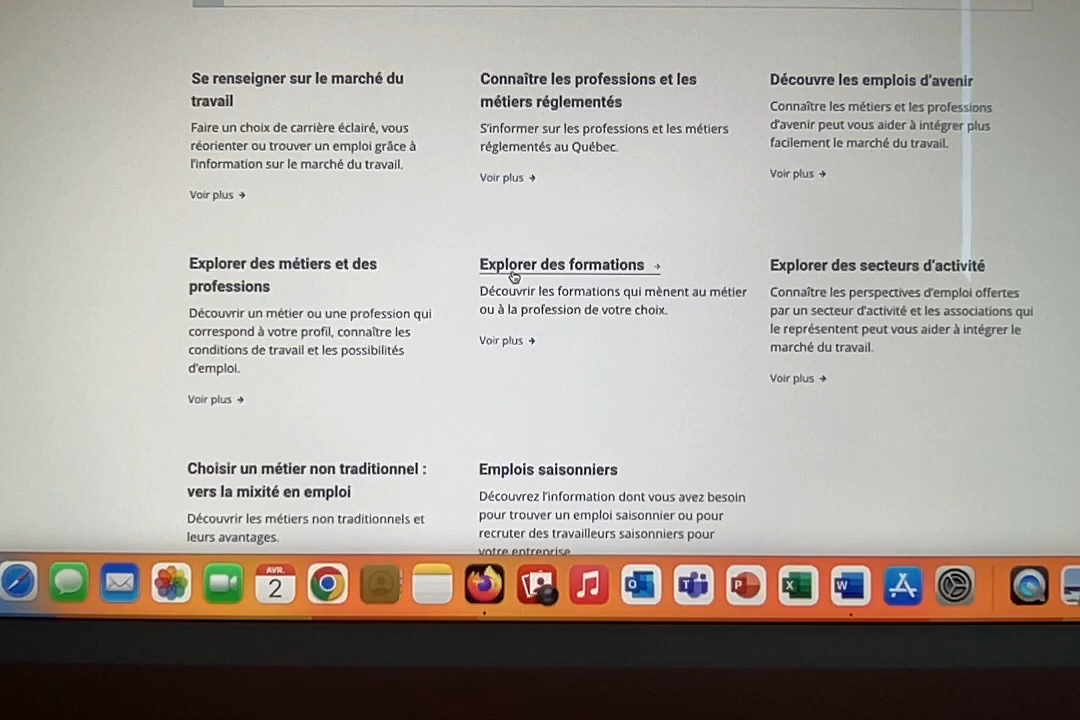 Se renseigner sur le marché du
travail
Faire un choix de carrière éclairé, vous
réorienter ou trouver un emploi grâce à
l'information sur le marché du travail.
Voir plus →
Connaître les professions et les
métiers réglementés
S'informer sur les professions et les métiers
réglementés au Québec.
Voir plus →
Découvre les emplois d'avenir
Connaître les métiers et les professions
d'avenir peut vous aider à intégrer plus
facilement le marché du travail.
Voir plus →
Explorer des métiers et des
professions
Découvrir un métier ou une profession qui
correspond à votre profil, connaître les
conditions de travail et les possibilités
d'emploi.
Voir plus →
Explorer des formations →
Découvrir les formations qui mènent au métier
ou à la profession de votre choix.
Voir plus →
Explorer des secteurs d'activité
Connaître les perspectives d'emploi offertes
par un secteur d'activité et les associations qui
le représentent peut vous aider à intégrer le
marché du travail.
Voir plus →
Choisir un métier non traditionnel :
vers la mixité en emploi
Découvrir les métiers non traditionnels et
leurs avantages.
Emplois saisonniers
Découvrez l'information dont vous avez besoin
pour trouver un emploi saisonnier ou pour
recruter des travailleurs saisonniers pour
votre entreprise
AVR.
2
O
T
P
X
W